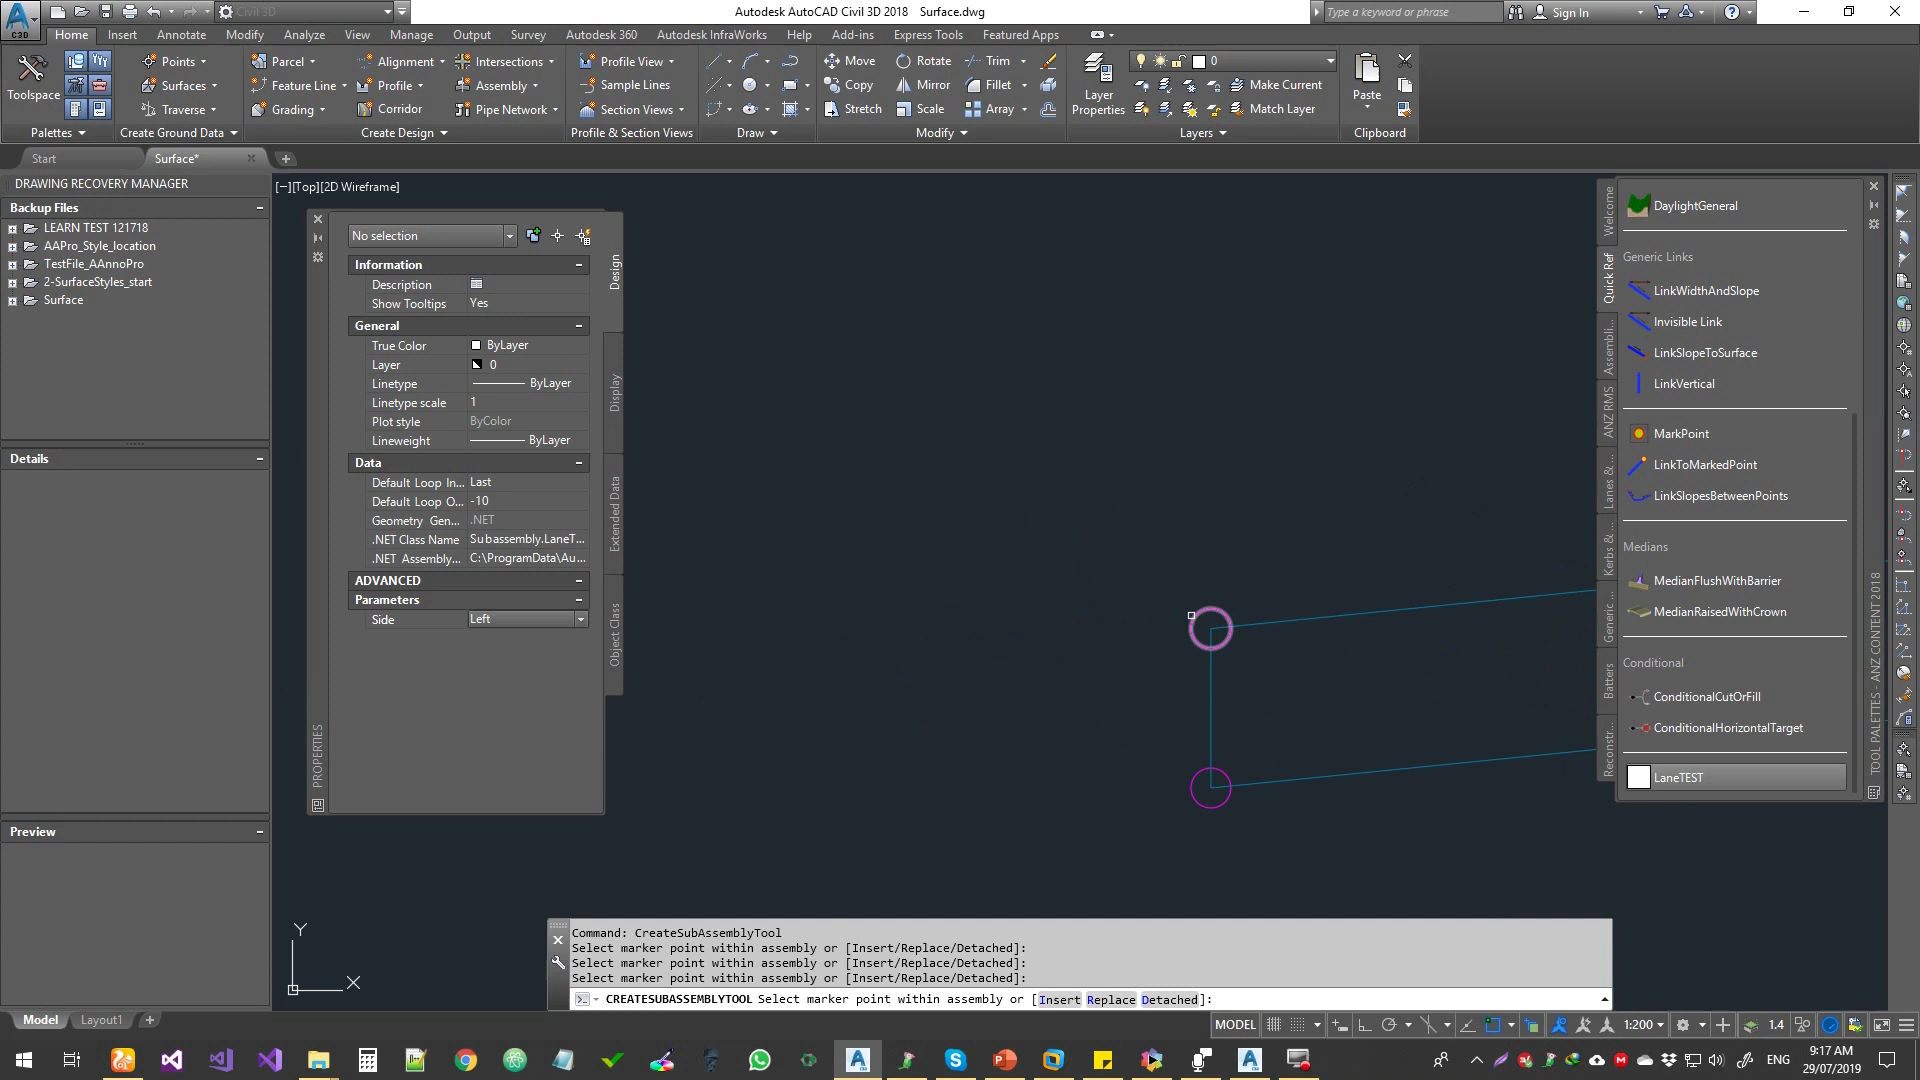 C3D
Civil 3D
Autodesk AutoCAD Civil 3D 2018 Surface.dwg
Type a keyword or phrase
Sign In
Home Insert Annotate Modify Analyze View Manage Output Survey Autodesk 360 Autodesk InfraWorks Help Add-ins Express Tools Featured Apps
Toolspace
Palettes
Points
Surfaces
Traverse
Create Ground Data
Parcel
Feature Line
Grading
Alignment
Profile
Corridor
Intersections
Assembly
Pipe Network
Create Design
Profile View
Sample Lines
Section Views
Profile & Section Views
Draw
Move
Copy
Stretch
Rotate
Mirror
Scale
Trim
Fillet
Array
Modify
Layer
Properties
0
Make Current
Match Layer
Layers
Paste
Clipboard
Start
Surface*
DRAWING RECOVERY MANAGER
Backup Files
LEARN TEST 121718
AAPro_Style_location
TestFile_AAnnoPro
2-SurfaceStyles_start
Surface
Details
Preview
[−][Top][2D Wireframe]
No selection
Information
Description
Show Tooltips Yes
General
True Color ByLayer
Layer 0
Linetype ByLayer
Linetype scale 1
Plot style ByColor
Lineweight ByLayer
Data
Default Loop In... Last
Default Loop O... -10
Geometry Gen... .NET
.NET Class Name Subassembly.LaneT...
.NET Assembly... C:\ProgramData\Au...
ADVANCED
Parameters
Side Left
Design
Display
Extended Data
Object Class
PROPERTIES
Welcome
Quick Ref
Assembli...
ANZ RMS
Lanes & ...
Kerbs & ...
Generic ...
Batters
Reconstr...
DaylightGeneral
Generic Links
LinkWidthAndSlope
Invisible Link
LinkSlopeToSurface
LinkVertical
MarkPoint
LinkToMarkedPoint
LinkSlopesBetweenPoints
Medians
MedianFlushWithBarrier
MedianRaisedWithCrown
Conditional
ConditionalCutOrFill
ConditionalHorizontalTarget
LaneTEST
TOOL PALETTES - ANZ CONTENT 2018
Y
X
Command: CreateSubAssemblyTool
Select marker point within assembly or [Insert/Replace/Detached]:
Select marker point within assembly or [Insert/Replace/Detached]:
Select marker point within assembly or [Insert/Replace/Detached]:
CREATESUBASSEMBLYTOOL Select marker point within assembly or [Insert Replace Detached]:
Model Layout1
MODEL
1:200
1.4
ENG
9:17 AM
29/07/2019